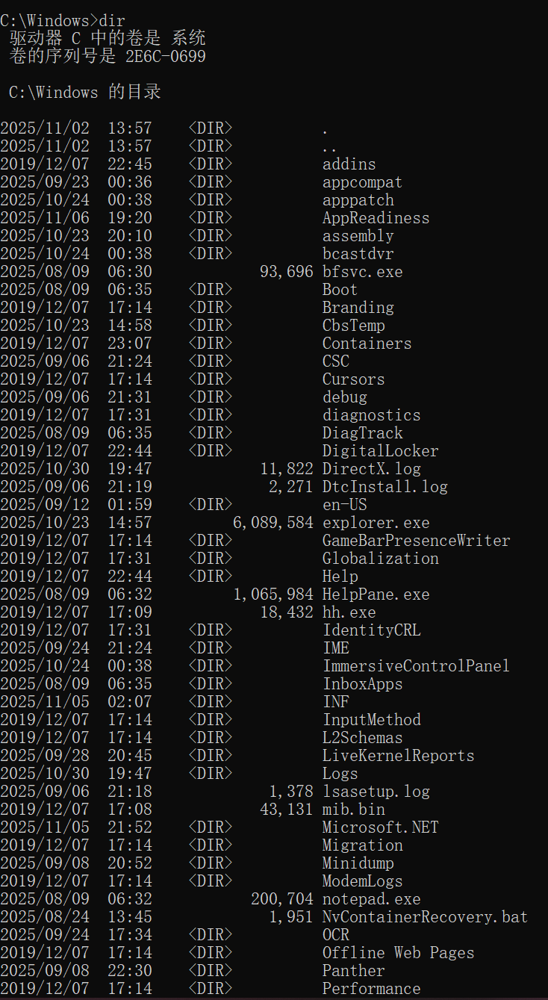 C:\Windows>dir
 驱动器 C 中的卷是 系统
 卷的序列号是 2E6C-0699

 C:\Windows 的目录

2025/11/02  13:57    <DIR>          .
2025/11/02  13:57    <DIR>          ..
2019/12/07  22:45    <DIR>          addins
2025/09/23  00:36    <DIR>          appcompat
2025/10/24  00:38    <DIR>          apppatch
2025/11/06  19:20    <DIR>          AppReadiness
2025/10/23  20:10    <DIR>          assembly
2025/10/24  00:38    <DIR>          bcastdvr
2025/08/09  06:30            93,696 bfsvc.exe
2025/08/09  06:35    <DIR>          Boot
2019/12/07  17:14    <DIR>          Branding
2025/10/23  14:58    <DIR>          CbsTemp
2019/12/07  23:07    <DIR>          Containers
2025/09/06  21:24    <DIR>          CSC
2019/12/07  17:14    <DIR>          Cursors
2025/09/06  21:31    <DIR>          debug
2019/12/07  17:31    <DIR>          diagnostics
2025/08/09  06:35    <DIR>          DiagTrack
2019/12/07  22:44    <DIR>          DigitalLocker
2025/10/30  19:47            11,822 DirectX.log
2025/09/06  21:19             2,271 DtcInstall.log
2025/09/12  01:59    <DIR>          en-US
2025/10/23  14:57         6,089,584 explorer.exe
2019/12/07  17:14    <DIR>          GameBarPresenceWriter
2019/12/07  17:31    <DIR>          Globalization
2019/12/07  22:44    <DIR>          Help
2025/08/09  06:32         1,065,984 HelpPane.exe
2019/12/07  17:09            18,432 hh.exe
2019/12/07  17:31    <DIR>          IdentityCRL
2025/09/24  21:24    <DIR>          IME
2025/10/24  00:38    <DIR>          ImmersiveControlPanel
2025/08/09  06:35    <DIR>          InboxApps
2025/11/05  02:07    <DIR>          INF
2019/12/07  17:14    <DIR>          InputMethod
2019/12/07  17:14    <DIR>          L2Schemas
2025/09/28  20:45    <DIR>          LiveKernelReports
2025/10/30  19:47    <DIR>          Logs
2025/09/06  21:18             1,378 lsasetup.log
2019/12/07  17:08            43,131 mib.bin
2025/11/05  21:52    <DIR>          Microsoft.NET
2019/12/07  17:14    <DIR>          Migration
2025/09/08  20:52    <DIR>          Minidump
2019/12/07  17:14    <DIR>          ModemLogs
2025/08/09  06:32           200,704 notepad.exe
2025/08/24  13:45             1,951 NvContainerRecovery.bat
2025/09/24  17:34    <DIR>          OCR
2019/12/07  17:14    <DIR>          Offline Web Pages
2025/09/08  22:30    <DIR>          Panther
2019/12/07  17:14    <DIR>          Performance